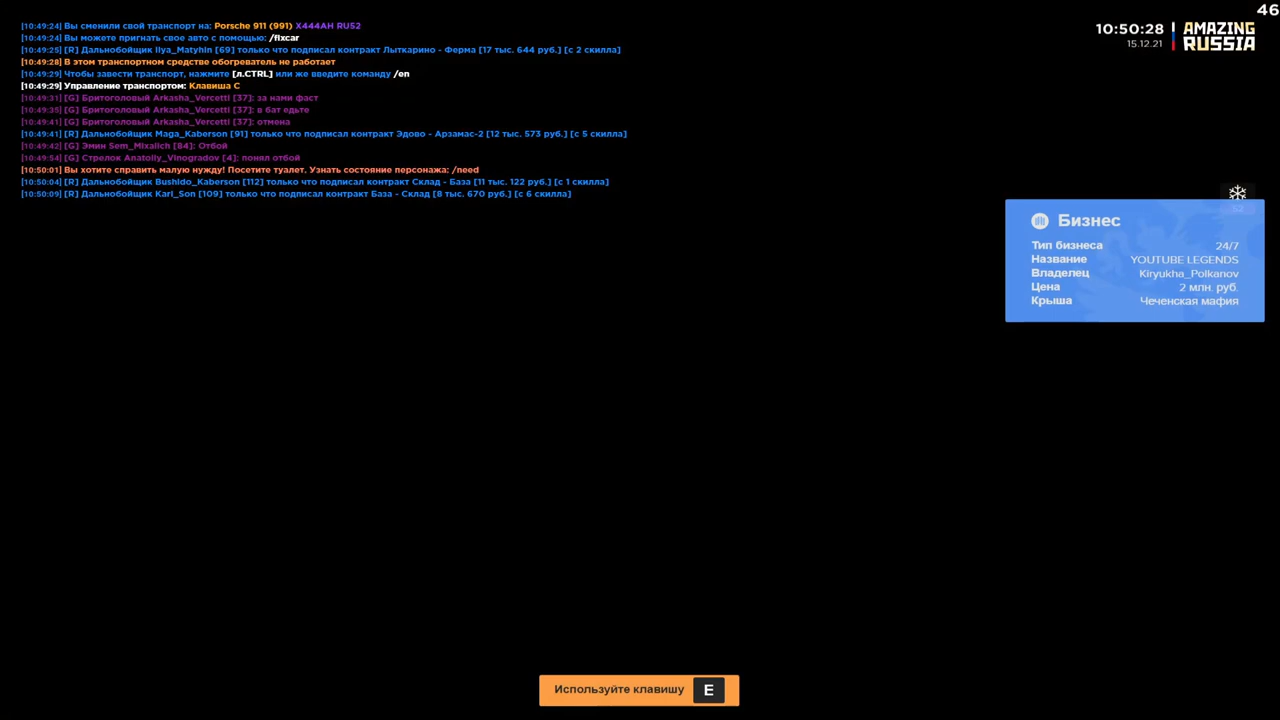 46
[10:49:24] Вы сменили свой транспорт на: Porsche 911 (991) X444AH RU52
[10:49:24] Вы можете пригнать свое авто с помощью: /fixcar
[10:49:25] [R] Дальнобойщик Ilya_Matyhin [69] только что подписал контракт Лыткарино - Ферма [17 тыс. 644 руб.] [с 2 скилла]
[10:49:28] В этом транспортном средстве обогреватель не работает
[10:49:29] Чтобы завести транспорт, нажмите [л.CTRL] или же введите команду /en
[10:49:29] Управление транспортом: Клавиша C
[10:49:31] [G] Бритоголовый Arkasha_Vercetti [37]: за нами фаст
[10:49:35] [G] Бритоголовый Arkasha_Vercetti [37]: в бат едьте
[10:49:41] [G] Бритоголовый Arkasha_Vercetti [37]: отмена
[10:49:41] [R] Дальнобойщик Maga_Kaberson [91] только что подписал контракт Эдово - Арзамас-2 [12 тыс. 573 руб.] [с 5 скилла]
[10:49:42] [G] Эмин Sem_Mixalich [84]: Отбой
[10:49:54] [G] Стрелок Anatoliy_Vinogradov [4]: понял отбой
[10:50:01] Вы хотите справить малую нужду! Посетите туалет. Узнать состояние персонажа: /need
[10:50:04] [R] Дальнобойщик Bushido_Kaberson [112] только что подписал контракт Склад - База [11 тыс. 122 руб.] [с 1 скилла]
[10:50:09] [R] Дальнобойщик Karl_Son [109] только что подписал контракт База - Склад [8 тыс. 670 руб.] [с 6 скилла]
10:50:28
15.12.21
AMAZING
RUSSIA
Бизнес
Тип бизнеса 24/7
Название YOUTUBE LEGENDS
Владелец Kiryukha_Polkanov
Цена 2 млн. руб.
Крыша Чеченская мафия
Используйте клавишу E